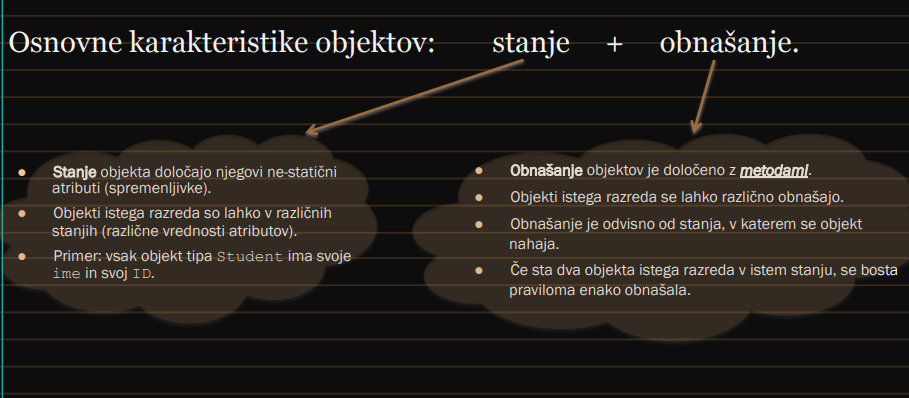 Osnovne karakteristike objektov: stanje + obnašanje.
• Stanje objekta določajo njegovi ne-statični
atributi (spremenljivke).
• Objekti istega razreda so lahko v različnih
stanjih (različne vrednosti atributov).
• Primer: vsak objekt tipa Student ima svoje
ime in svoj ID.
• Obnašanje objektov je določeno z metodami.
• Objekti istega razreda se lahko različno obnašajo.
• Obnašanje je odvisno od stanja, v katerem se objekt
nahaja.
• Če sta dva objekta istega razreda v istem stanju, se bosta
praviloma enako obnašala.